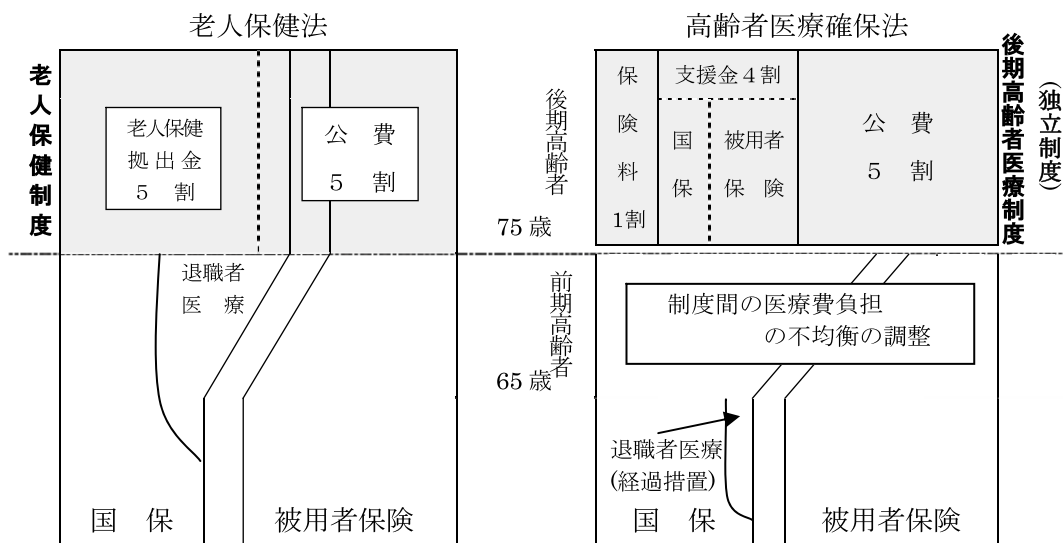 老人保健法
老人保健制度
老人保健
拠出金
5 割
公 費
5 割
退職者
医 療
国 保
被用者保険
後期高齢者
75 歳
前期高齢者
65 歳
高齢者医療確保法
保険料1割
支援金4割
国保
被用者
保 険
公 費
5 割
後期高齢者医療制度
(独立制度)
制度間の医療費負担
の不均衡の調整
退職者医療
(経過措置)
国 保
被用者保険